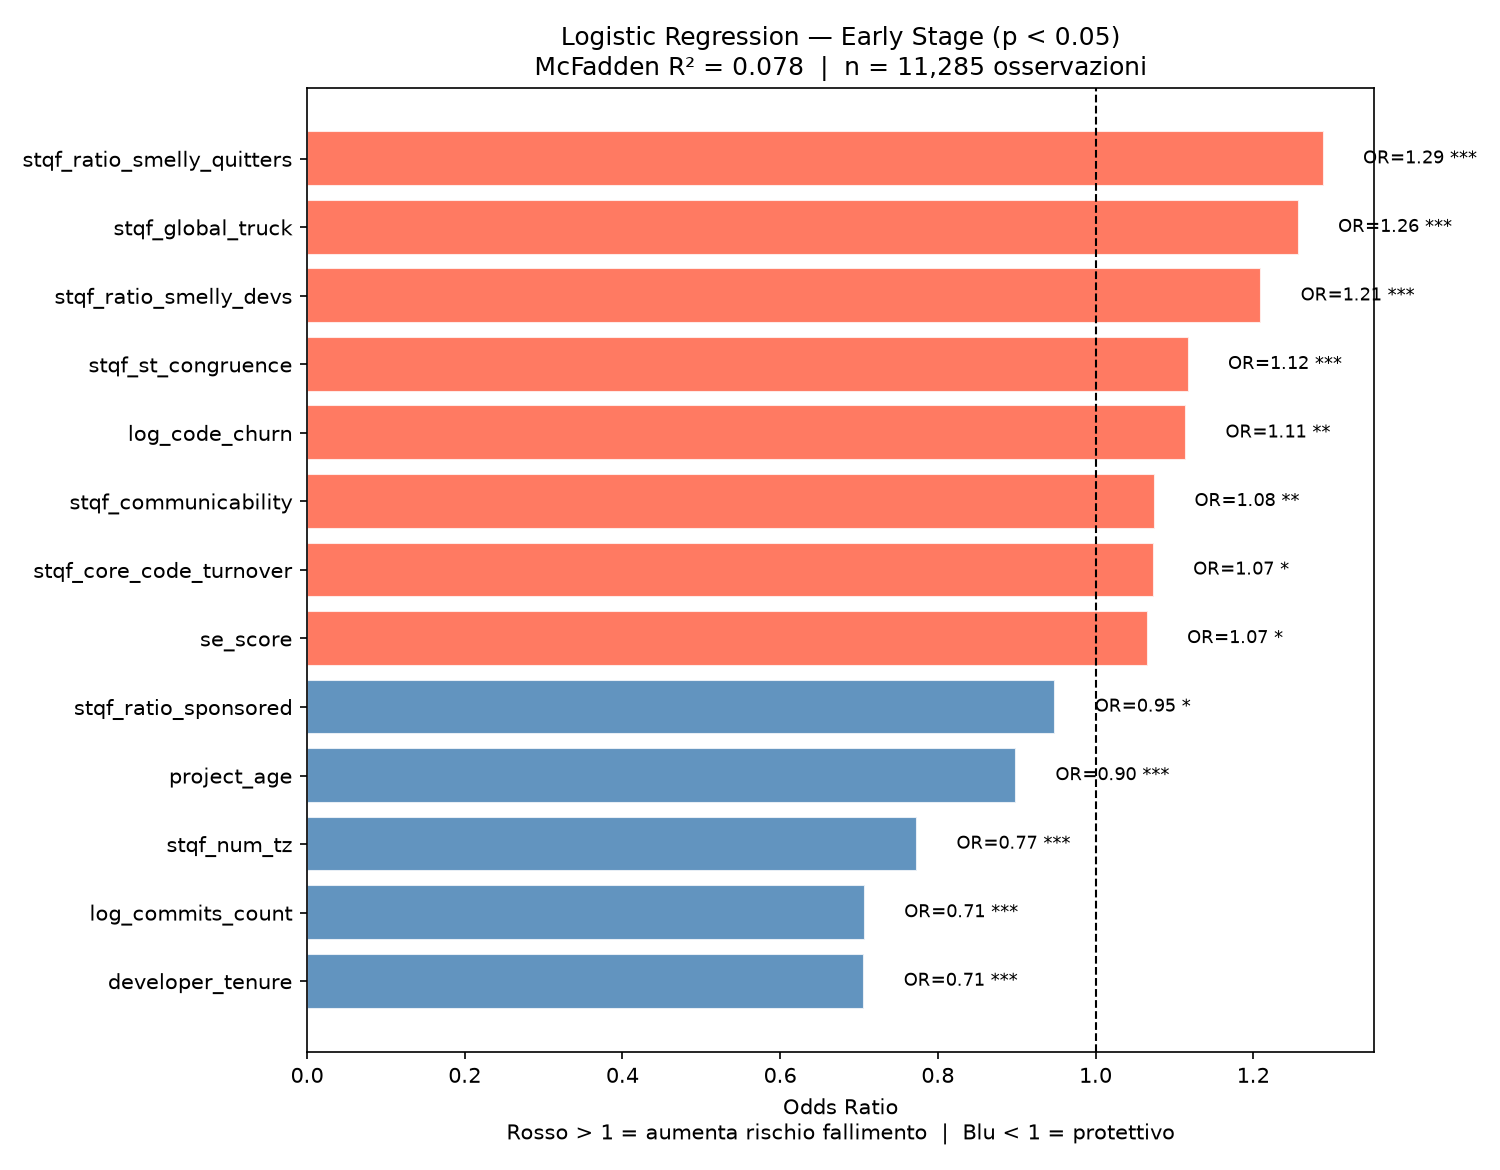 Logistic Regression — Early Stage (p < 0.05)
McFadden R² = 0.078  |  n = 11,285 osservazioni
stqf_ratio_smelly_quitters OR=1.29 ***
stqf_global_truck OR=1.26 ***
stqf_ratio_smelly_devs OR=1.21 ***
stqf_st_congruence OR=1.12 ***
log_code_churn OR=1.11 **
stqf_communicability OR=1.08 **
stqf_core_code_turnover OR=1.07 *
se_score OR=1.07 *
stqf_ratio_sponsored OR=0.95 *
project_age OR=0.90 ***
stqf_num_tz OR=0.77 ***
log_commits_count OR=0.71 ***
developer_tenure OR=0.71 ***
0.0 0.2 0.4 0.6 0.8 1.0 1.2
Odds Ratio
Rosso > 1 = aumenta rischio fallimento  |  Blu < 1 = protettivo